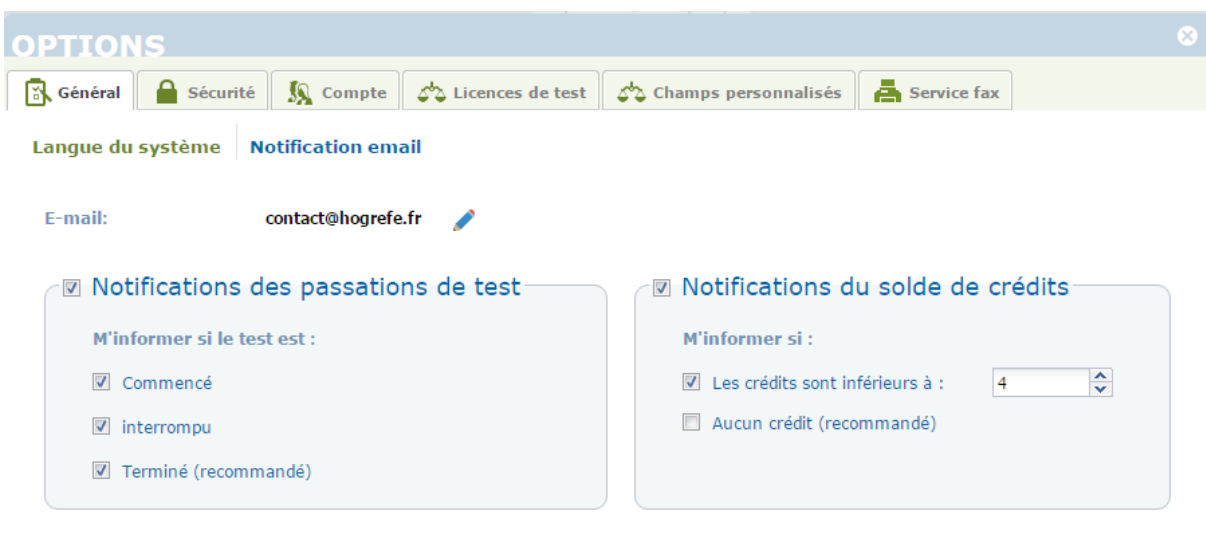 OPTIONS
Général Sécurité Compte Licences de test Champs personnalisés Service fax
Langue du système Notification email
E-mail: contact@hogrefe.fr
Notifications des passations de test
M'informer si le test est :
Commencé
interrompu
Terminé (recommandé)
Notifications du solde de crédits
M'informer si :
Les crédits sont inférieurs à : 4
Aucun crédit (recommandé)